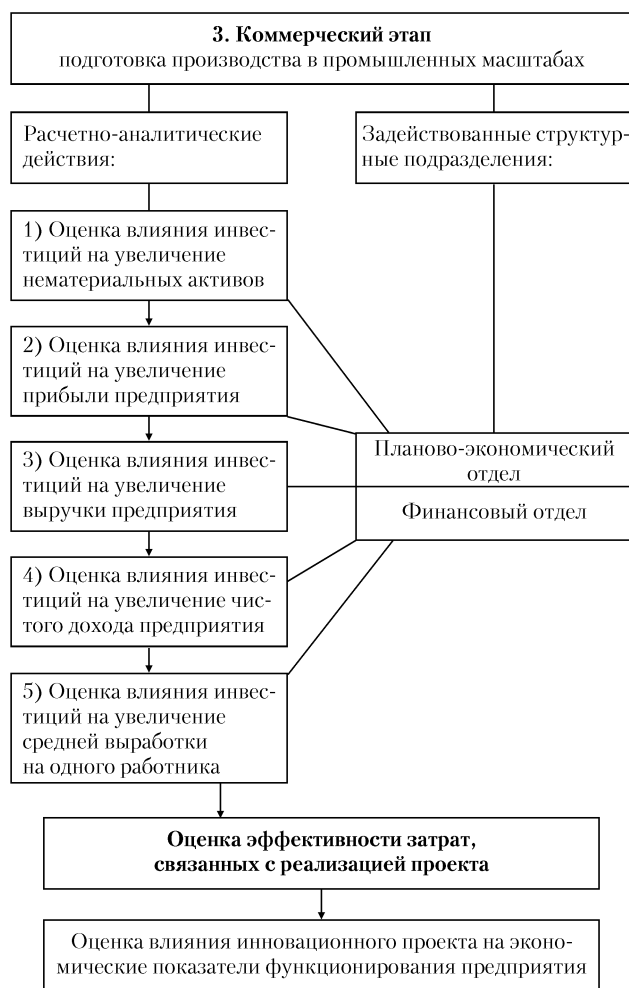 3. Коммерческий этап
подготовка производства в промышленных масштабах
Расчетно-аналитические
действия:
Задействованные структур-
ные подразделения:
1) Оценка влияния инвес-
тиций на увеличение
нематериальных активов
2) Оценка влияния инвес-
тиций на увеличение
прибыли предприятия
3) Оценка влияния инвес-
тиций на увеличение
выручки предприятия
4) Оценка влияния инвес-
тиций на увеличение чис-
того дохода предприятия
5) Оценка влияния инвес-
тиций на увеличение
средней выработки
на одного работника
Планово-экономический
отдел
Финансовый отдел
Оценка эффективности затрат,
связанных с реализацией проекта
Оценка влияния инновационного проекта на эконо-
мические показатели функционирования предприятия